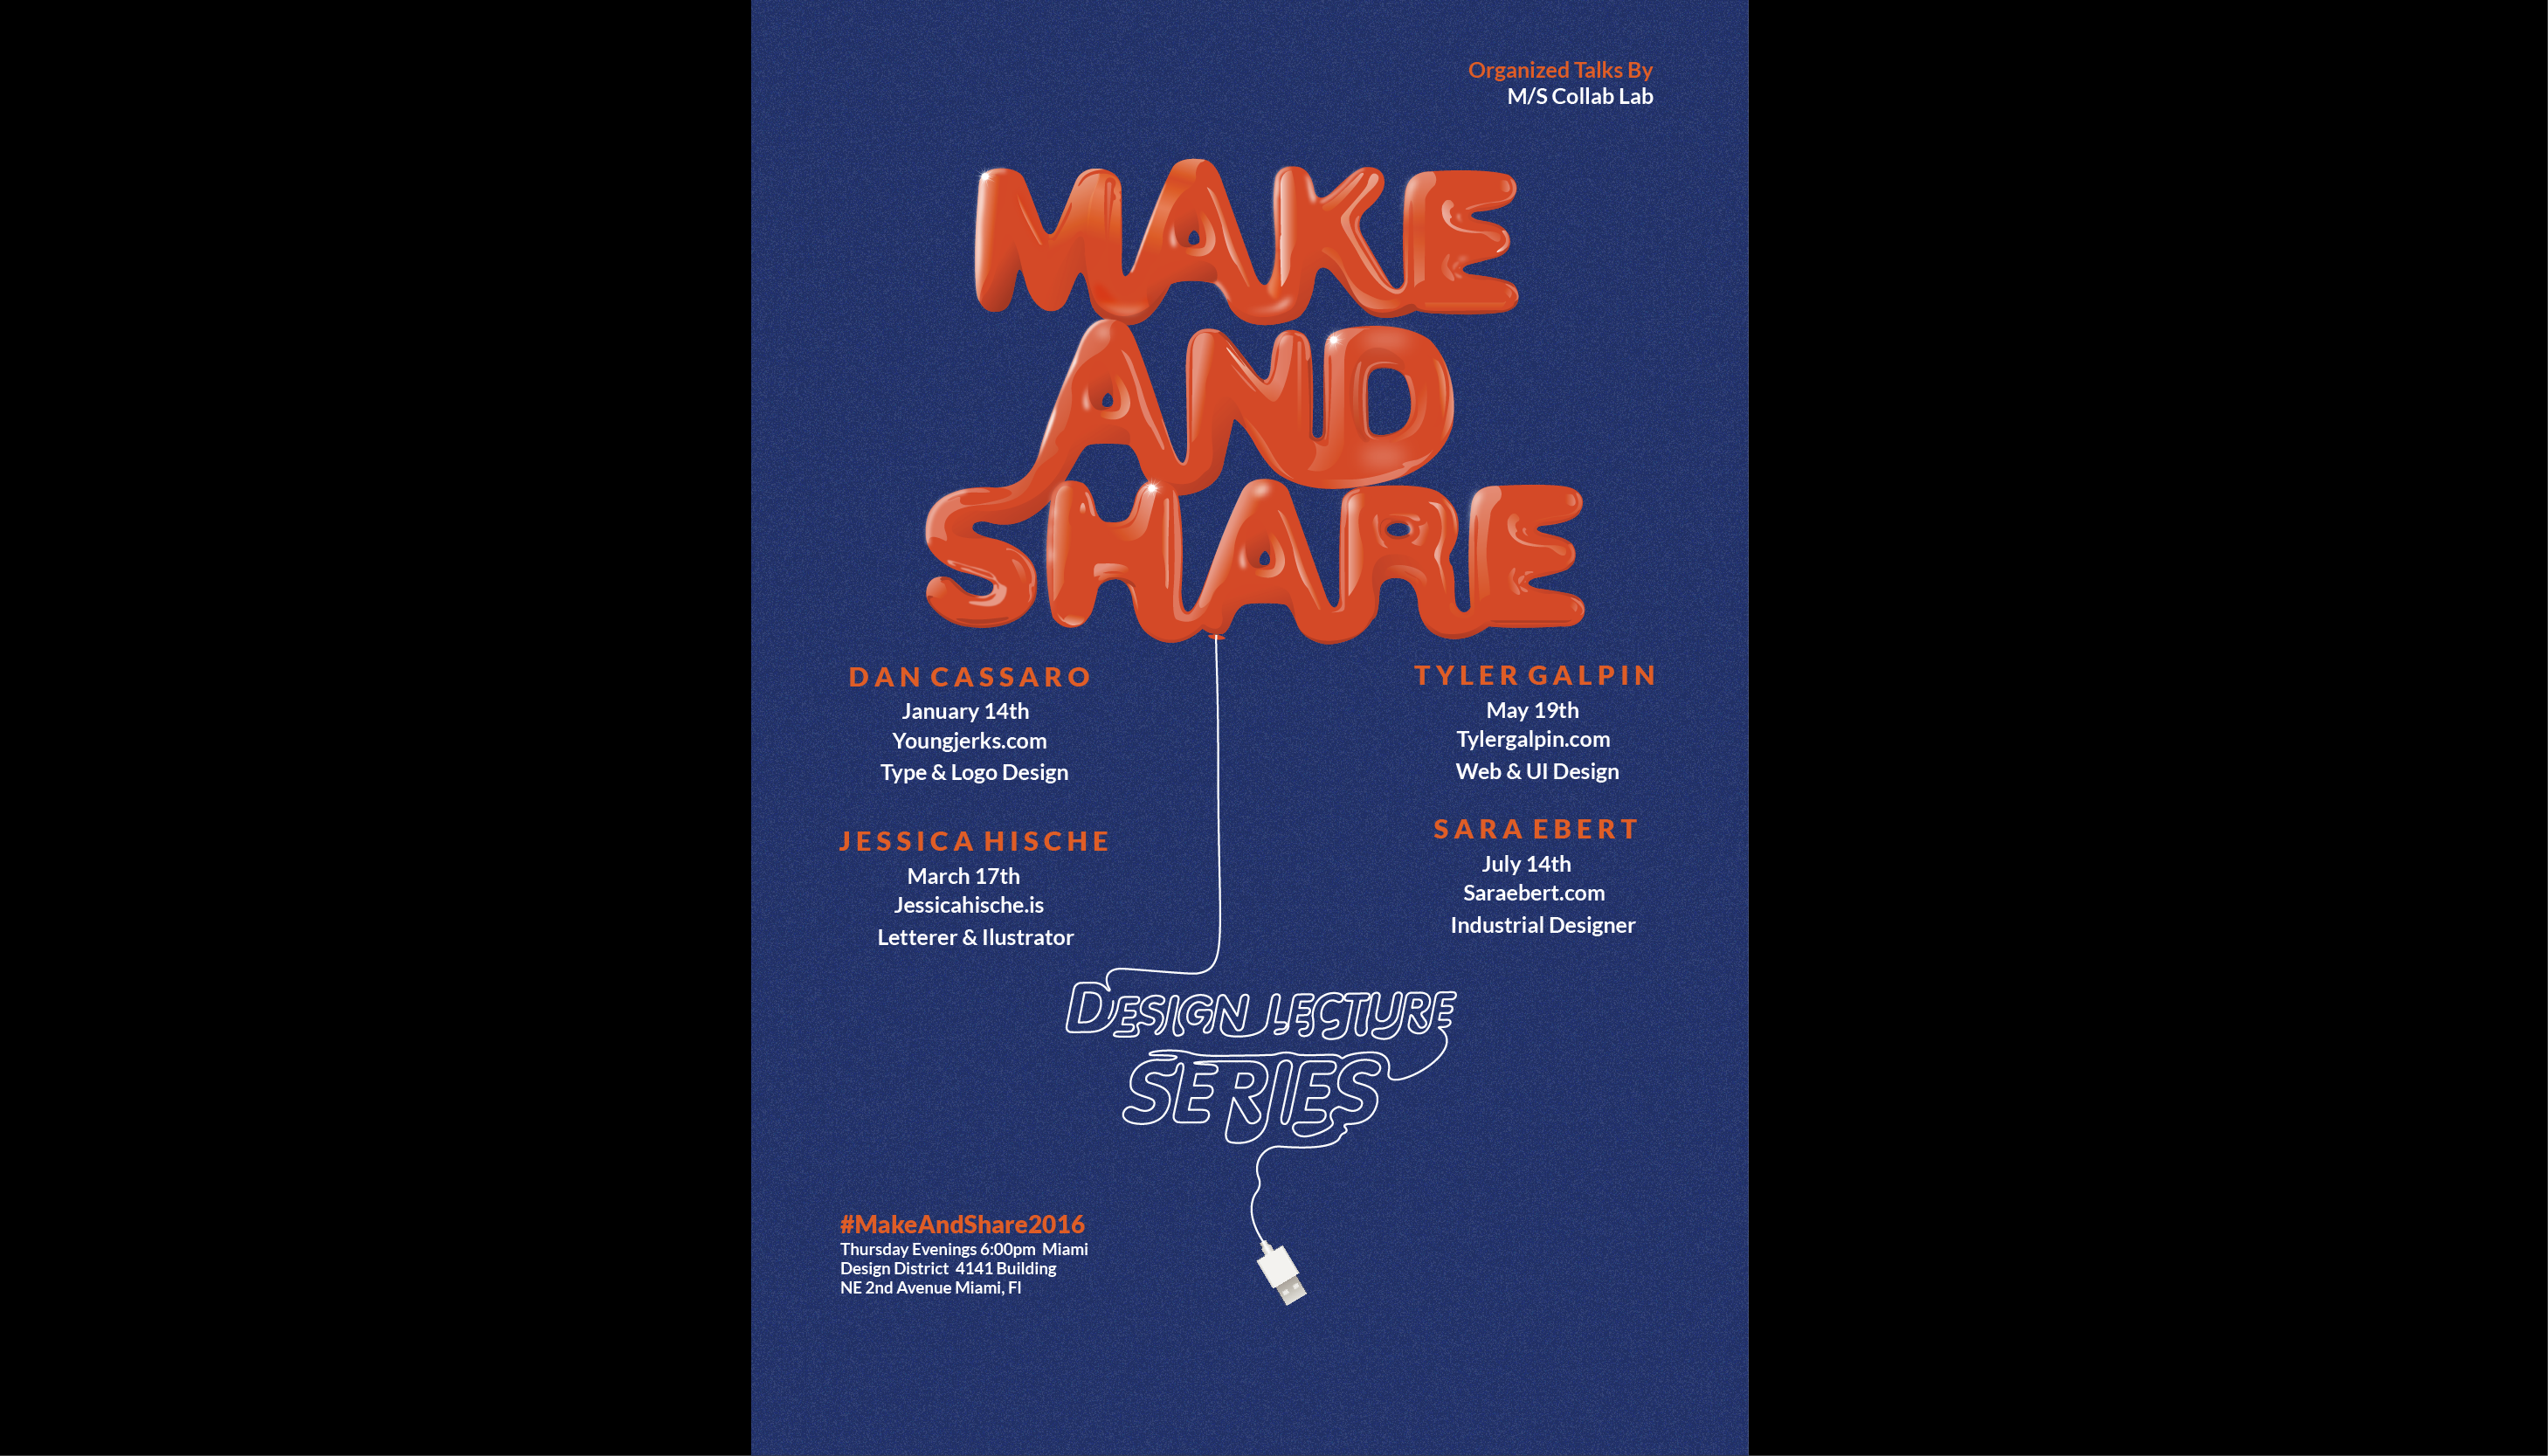 Organized Talks By
M/S Collab Lab
MAKE
AND
SHARE
DAN CASSARO
January 14th
Youngjerks.com
Type & Logo Design
JESSICA HISCHE
March 17th
Jessicahische.is
Letterer & Ilustrator
TYLER GALPIN
May 19th
Tylergalpin.com
Web & UI Design
SARA EBERT
July 14th
Saraebert.com
Industrial Designer
DESIGN LECTURE
SERIES
#MakeAndShare2016
Thursday Evenings 6:00pm  Miami
Design District  4141 Building
NE 2nd Avenue Miami, Fl